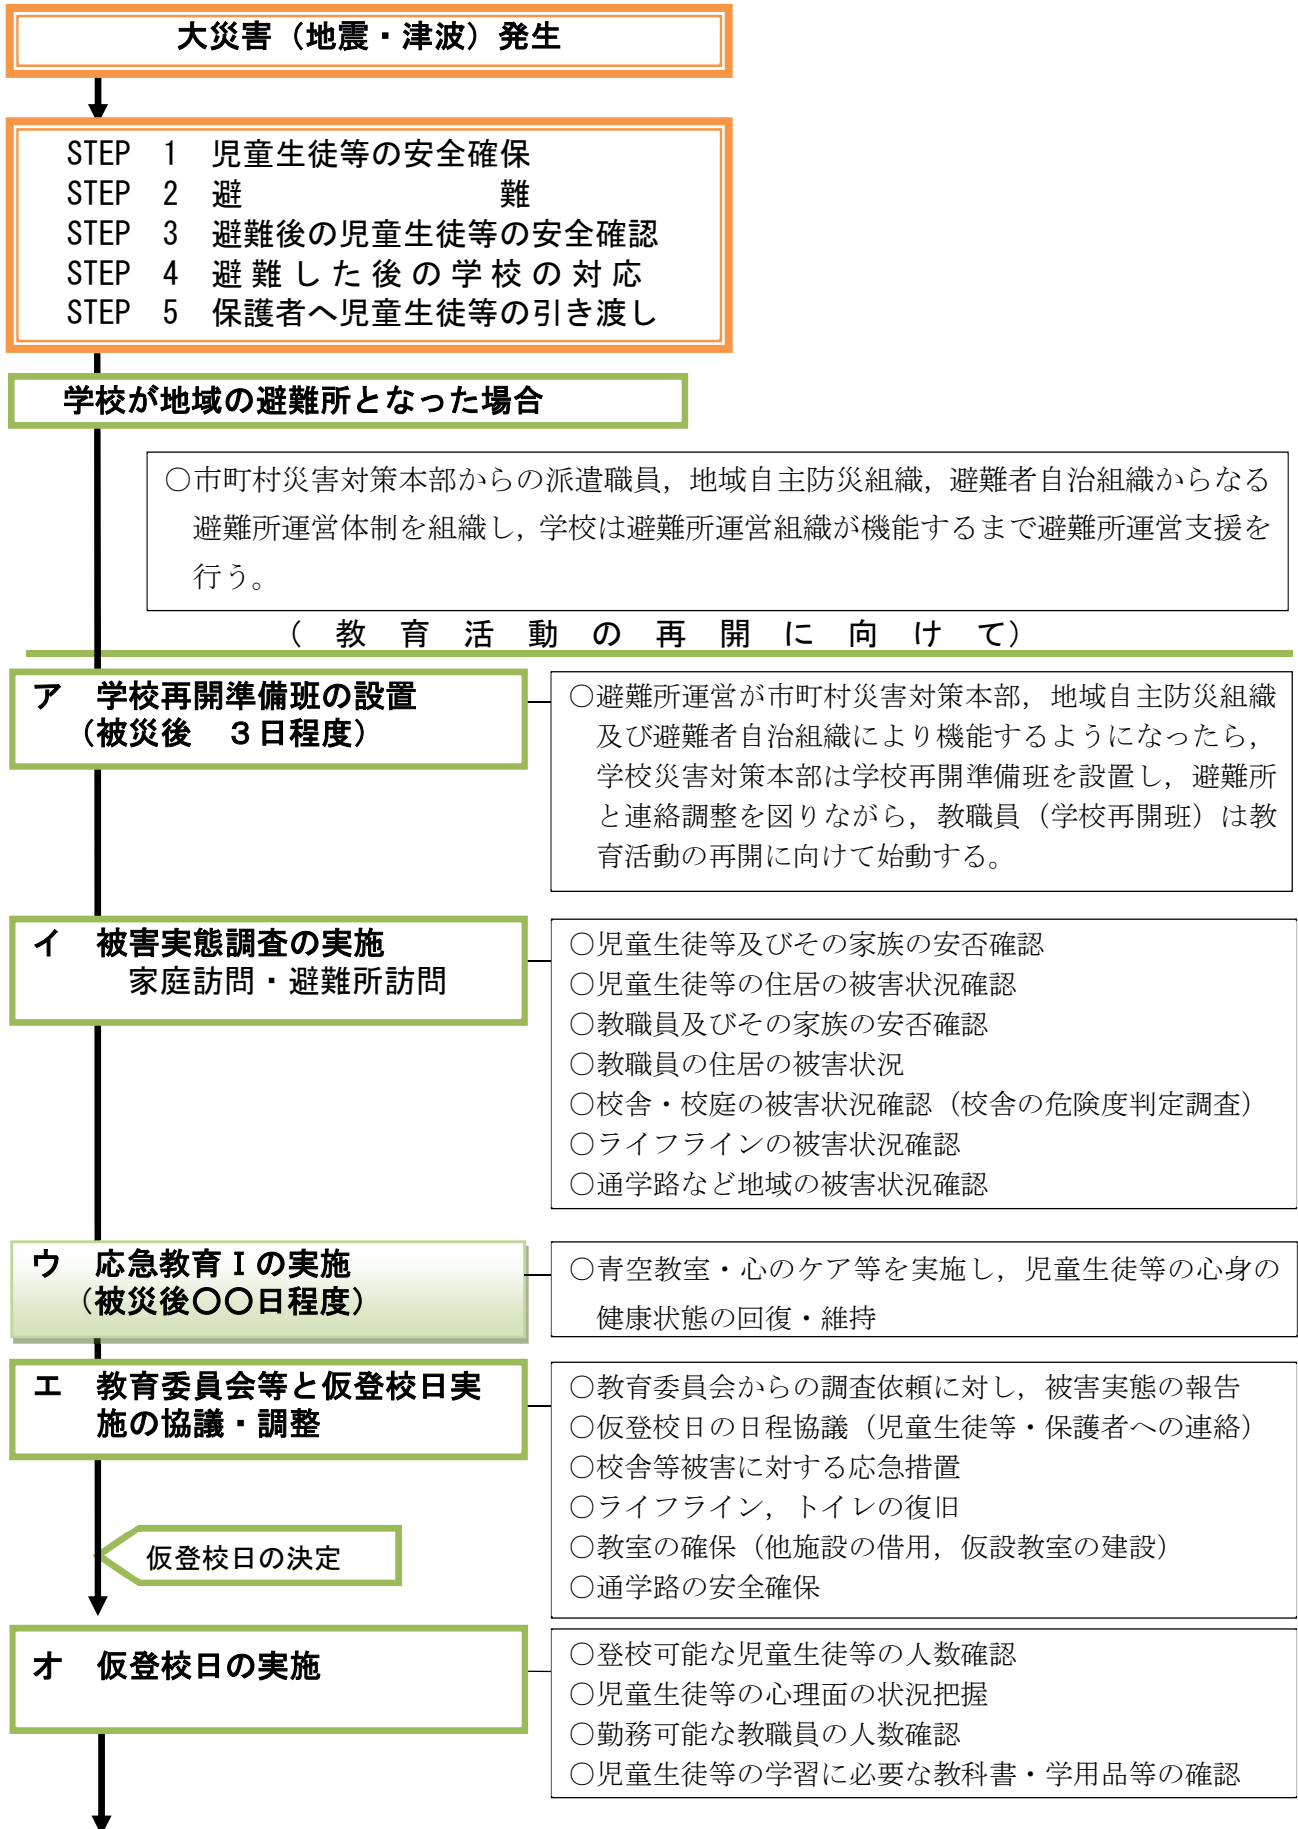 大災害（地震・津波）発生
STEP 1 児童生徒等の安全確保
STEP 2 避難
STEP 3 避難後の児童生徒等の安全確認
STEP 4 避難した後の学校の対応
STEP 5 保護者へ児童生徒等の引き渡し
学校が地域の避難所となった場合
○市町村災害対策本部からの派遣職員，地域自主防災組織，避難者自治組織からなる
避難所運営体制を組織し，学校は避難所運営組織が機能するまで避難所運営支援を
行う。
（教育活動の再開に向けて）
ア　学校再開準備班の設置
（被災後　３日程度）
○避難所運営が市町村災害対策本部，地域自主防災組織
及び避難者自治組織により機能するようになったら，
学校災害対策本部は学校再開準備班を設置し，避難所
と連絡調整を図りながら，教職員（学校再開班）は教
育活動の再開に向けて始動する。
イ　被害実態調査の実施
家庭訪問・避難所訪問
○児童生徒等及びその家族の安否確認
○児童生徒等の住居の被害状況確認
○教職員及びその家族の安否確認
○教職員の住居の被害状況
○校舎・校庭の被害状況確認（校舎の危険度判定調査）
○ライフラインの被害状況確認
○通学路など地域の被害状況確認
ウ　応急教育Ⅰの実施
（被災後〇〇日程度）
○青空教室・心のケア等を実施し，児童生徒等の心身の
健康状態の回復・維持
エ　教育委員会等と仮登校日実
施の協議・調整
○教育委員会からの調査依頼に対し，被害実態の報告
○仮登校日の日程協議（児童生徒等・保護者への連絡）
○校舎等被害に対する応急措置
○ライフライン，トイレの復旧
○教室の確保（他施設の借用，仮設教室の建設）
○通学路の安全確保
仮登校日の決定
オ　仮登校日の実施
○登校可能な児童生徒等の人数確認
○児童生徒等の心理面の状況把握
○勤務可能な教職員の人数確認
○児童生徒等の学習に必要な教科書・学用品等の確認